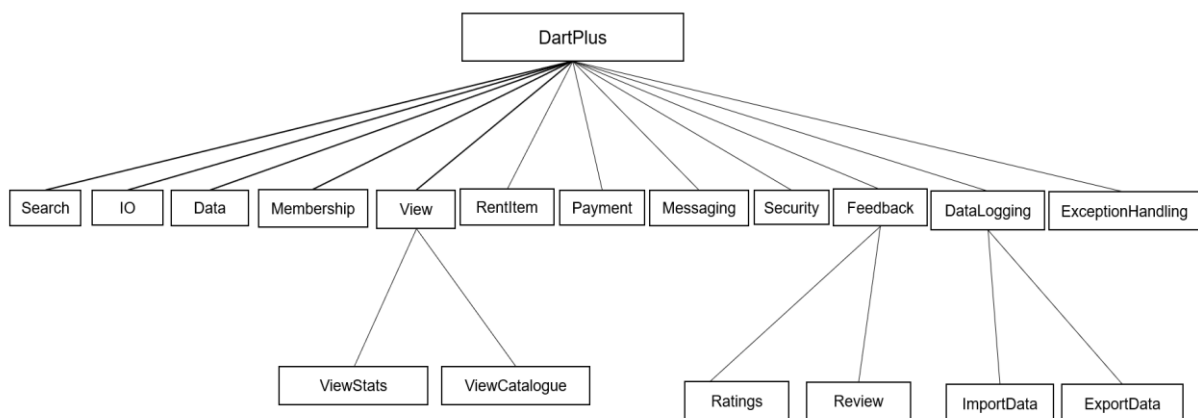 DartPlus
Search
IO
Data
Membership
View
RentItem
Payment
Messaging
Security
Feedback
DataLogging
ExceptionHandling
ViewStats
ViewCatalogue
Ratings
Review
ImportData
ExportData